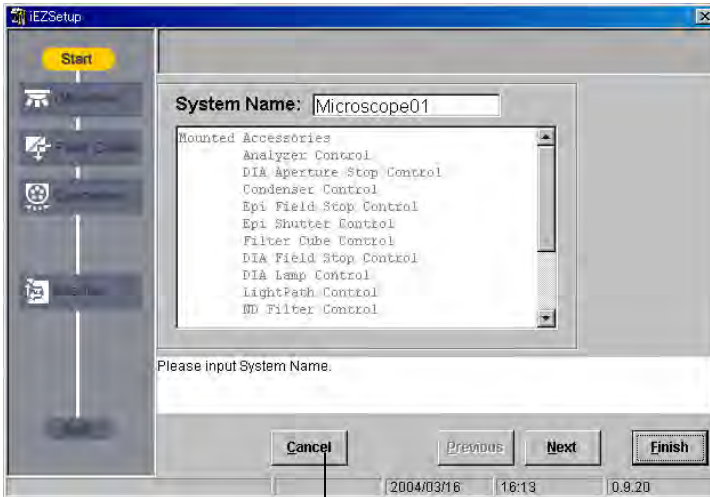 iEZSetup
Start
System Name: Microscope01
Mounted Accessories
Analyzer Control
DIA Aperture Stop Control
Condenser Control
Epi Field Stop Control
Epi Shutter Control
Filter Cube Control
DIA Field Stop Control
DIA Lamp Control
LightPath Control
ND Filter Control
Please input System Name.
Cancel Previous Next Finish
2004/03/16 16:13 0.9.20